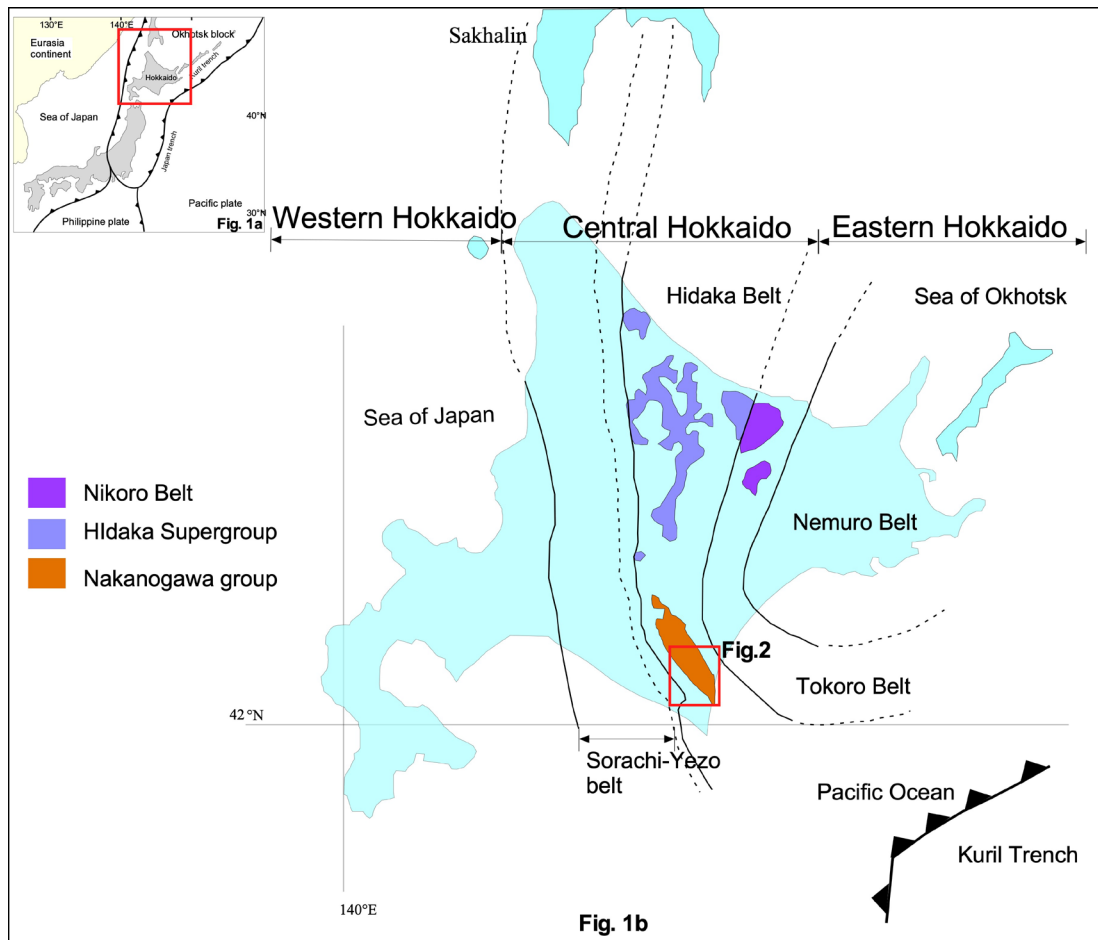 130°E
140°E
Eurasia
continent
Okhotsk block
Kuril trench
Hokkaido
Sea of Japan
40°N
Japan trench
Pacific plate
30°N
Philippine plate
Fig. 1a
Sakhalin
Western Hokkaido
Central Hokkaido
Eastern Hokkaido
Hidaka Belt
Sea of Okhotsk
Sea of Japan
Nikoro Belt
HIdaka Supergroup
Nakanogawa group
Nemuro Belt
Fig.2
Tokoro Belt
42°N
Sorachi-Yezo
belt
Pacific Ocean
Kuril Trench
140°E
Fig. 1b